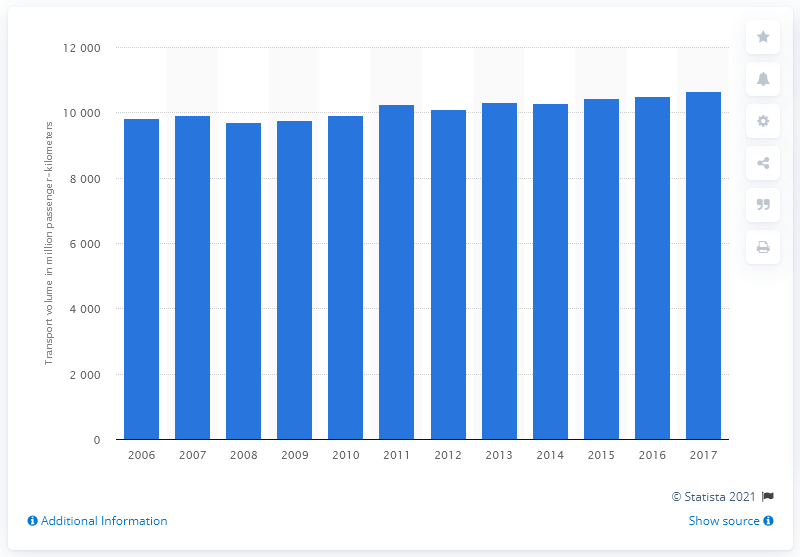 12 000
10 000
8 000
6 000
4 000
2 000
0
Transport volume in million passenger-kilometers
2006 2007 2008 2009 2010 2011 2012 2013 2014 2015 2016 2017
© Statista 2021
Additional Information
Show source